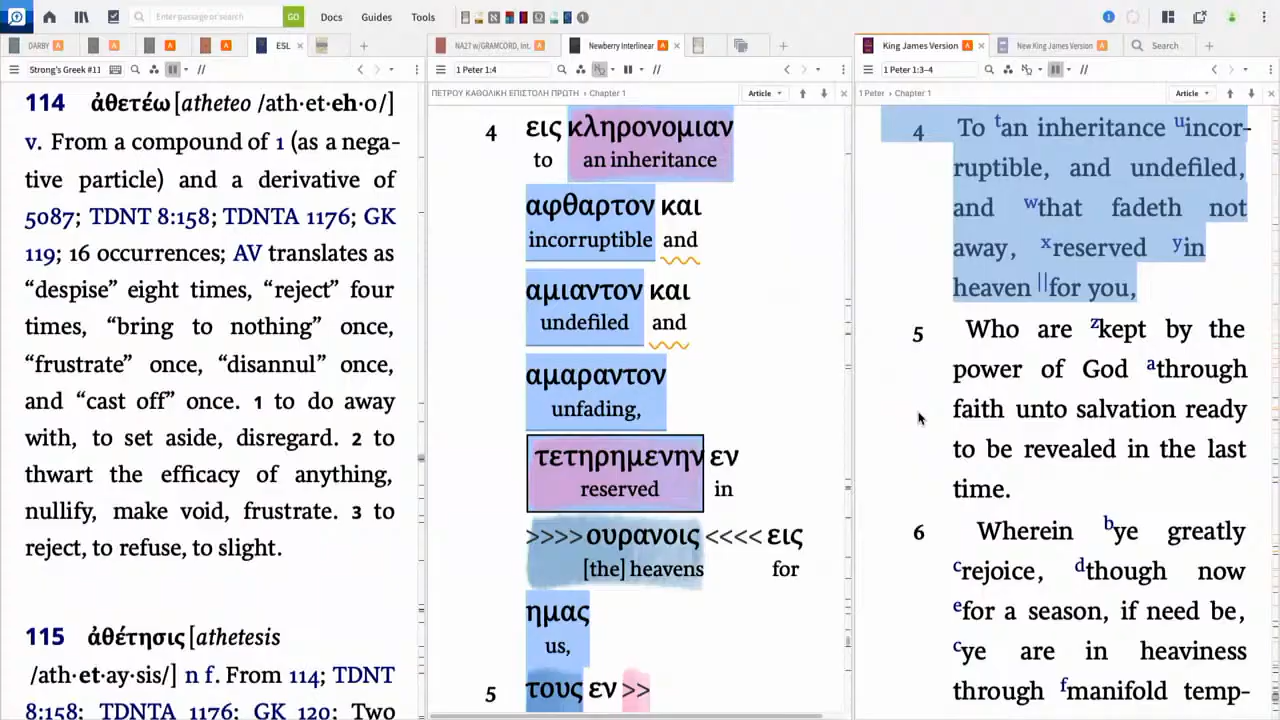 Enter passage or search
GO
Docs
Guides
Tools
1
1
DARBY A
A
A
A
ESL
Strong's Greek #11
114 ἀθετέω [atheteo /ath·et·eh·o/]
v. From a compound of 1 (as a nega-
tive particle) and a derivative of
5087; TDNT 8:158; TDNTA 1176; GK
119; 16 occurrences; AV translates as
“despise” eight times, “reject” four
times, “bring to nothing” once,
“frustrate” once, “disannul” once,
and “cast off” once. 1 to do away
with, to set aside, disregard. 2 to
thwart the efficacy of anything,
nullify, make void, frustrate. 3 to
reject, to refuse, to slight.
115 ἀθέτησις [athetesis
/ath·et·ay·sis/] n f. From 114; TDNT
8:158; TDNTA 1176; GK 120; Two
NA27 w/GRAMCORD, Int. A
Newberry Interlinear A
1 Peter 1:4
ΠΕΤΡΟΥ ΚΑΘΟΛΙΚΗ ΕΠΙΣΤΟΛΗ ΠΡΩΤΗ › Chapter 1
Article
4 εις κληρονομιαν
to an inheritance
αφθαρτον και
incorruptible and
αμιαντον και
undefiled and
αμαραντον
unfading,
τετηρημενην εν
reserved in
>>>> ουρανοις <<<< εις
[the] heavens for
ημας
us,
5 τους εν >>
King James Version A
New King James Version A
Search
1 Peter 1:3–4
1 Peter › Chapter 1
Article
4 To tan inheritance uincor-
ruptible, and undefiled,
and wthat fadeth not
away, xreserved yin
heaven ||for you,
5 Who are zkept by the
power of God athrough
faith unto salvation ready
to be revealed in the last
time.
6 Wherein bye greatly
crejoice, dthough now
efor a season, if need be,
cye are in heaviness
through fmanifold temp-